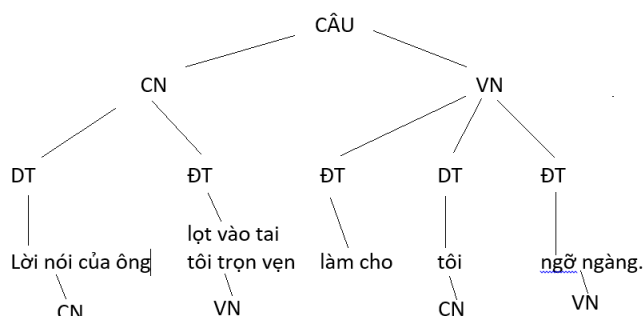 CÂU
CN VN
DT ĐT ĐT DT ĐT
lọt vào tai
Lời nói của ông tôi trọn vẹn làm cho tôi ngỡ ngàng.
CN VN CN VN